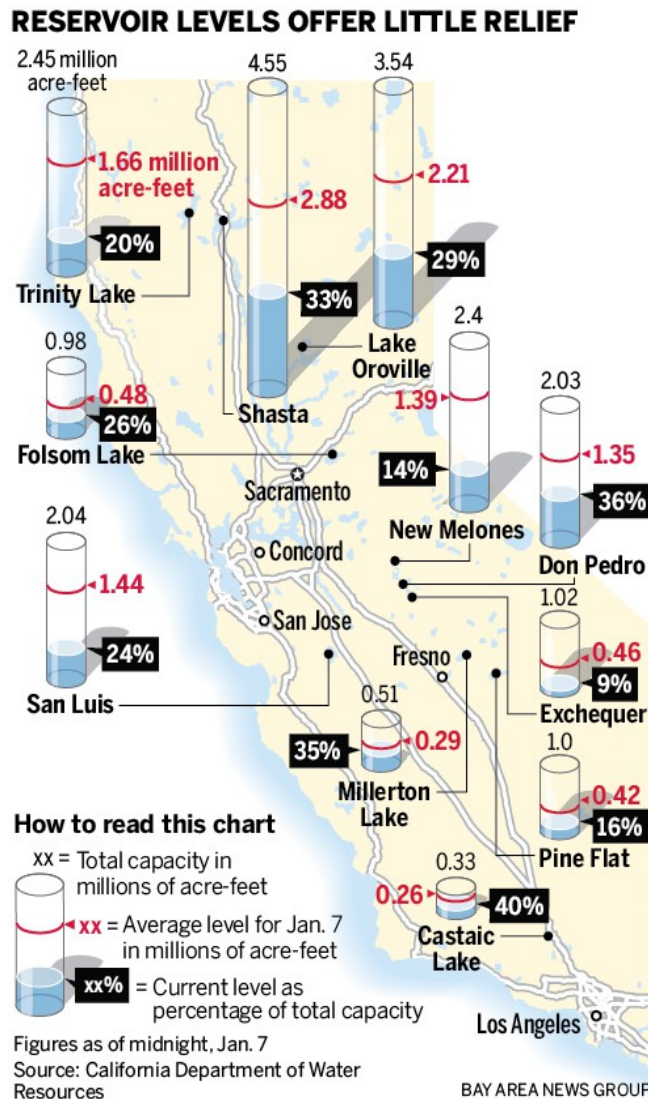 RESERVOIR LEVELS OFFER LITTLE RELIEF
2.45 million
acre-feet
1.66 million
acre-feet
20%
Trinity Lake
4.55
2.88
33%
Shasta
3.54
2.21
29%
Lake
Oroville
0.98
0.48
26%
Folsom Lake
Sacramento
2.4
1.39
14%
New Melones
2.03
1.35
36%
Don Pedro
2.04
1.44
24%
San Luis
Concord
San Jose
Fresno
1.02
0.46
9%
Exchequer
0.51
0.29
35%
Millerton
Lake
1.0
0.42
16%
Pine Flat
0.33
0.26
40%
Castaic
Lake
Los Angeles
How to read this chart
xx = Total capacity in
millions of acre-feet
xx = Average level for Jan. 7
in millions of acre-feet
xx% = Current level as
percentage of total capacity
Figures as of midnight, Jan. 7
Source: California Department of Water
Resources
BAY AREA NEWS GROUP